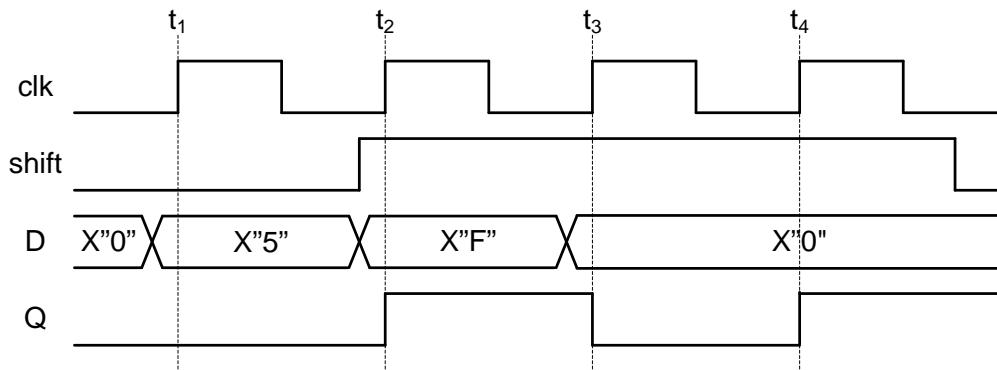 t1 t2 t3 t4
clk
shift
D X”0” X”5” X”F” X”0"
Q